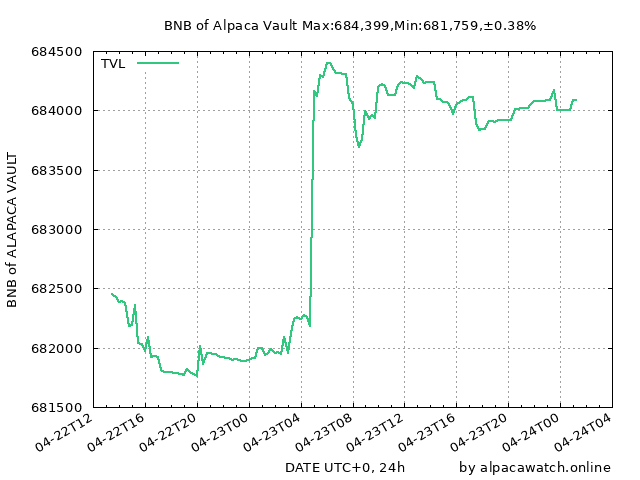 BNB of Alpaca Vault Max:684,399,Min:681,759,±0.38%
TVL
684500
684000
683500
683000
682500
682000
681500
BNB of ALAPACA VAULT
04-22T12
04-22T16
04-22T20
04-23T00
04-23T04
04-23T08
04-23T12
04-23T16
04-23T20
04-24T00
04-24T04
DATE UTC+0, 24h
by alpacawatch.online